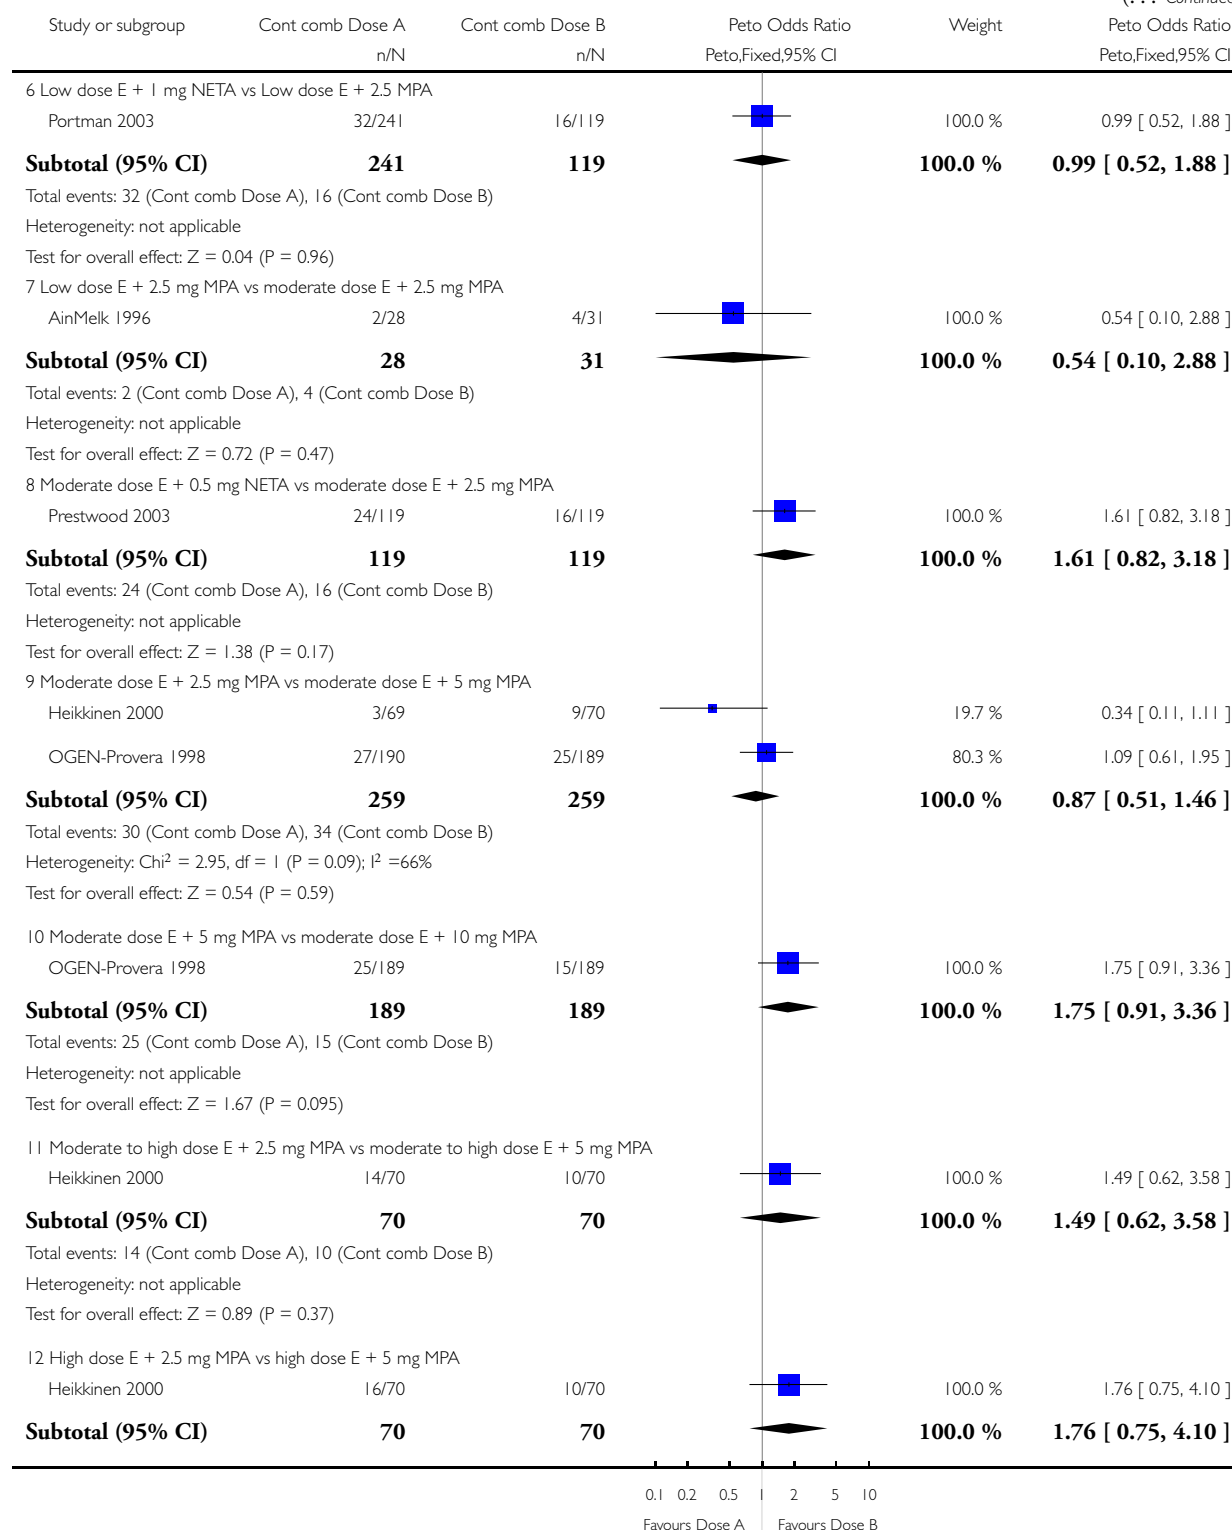 (. . . Continued
Study or subgroup Cont comb Dose A Cont comb Dose B Peto Odds Ratio Weight Peto Odds Ratio
n/N n/N Peto,Fixed,95% CI Peto,Fixed,95% CI
6 Low dose E + 1 mg NETA vs Low dose E + 2.5 MPA
Portman 2003 32/241 16/119 100.0 % 0.99 [ 0.52, 1.88 ]
Subtotal (95% CI) 241 119 100.0 % 0.99 [ 0.52, 1.88 ]
Total events: 32 (Cont comb Dose A), 16 (Cont comb Dose B)
Heterogeneity: not applicable
Test for overall effect: Z = 0.04 (P = 0.96)
7 Low dose E + 2.5 mg MPA vs moderate dose E + 2.5 mg MPA
AinMelk 1996 2/28 4/31 100.0 % 0.54 [ 0.10, 2.88 ]
Subtotal (95% CI) 28 31 100.0 % 0.54 [ 0.10, 2.88 ]
Total events: 2 (Cont comb Dose A), 4 (Cont comb Dose B)
Heterogeneity: not applicable
Test for overall effect: Z = 0.72 (P = 0.47)
8 Moderate dose E + 0.5 mg NETA vs moderate dose E + 2.5 mg MPA
Prestwood 2003 24/119 16/119 100.0 % 1.61 [ 0.82, 3.18 ]
Subtotal (95% CI) 119 119 100.0 % 1.61 [ 0.82, 3.18 ]
Total events: 24 (Cont comb Dose A), 16 (Cont comb Dose B)
Heterogeneity: not applicable
Test for overall effect: Z = 1.38 (P = 0.17)
9 Moderate dose E + 2.5 mg MPA vs moderate dose E + 5 mg MPA
Heikkinen 2000 3/69 9/70 19.7 % 0.34 [ 0.11, 1.11 ]
OGEN-Provera 1998 27/190 25/189 80.3 % 1.09 [ 0.61, 1.95 ]
Subtotal (95% CI) 259 259 100.0 % 0.87 [ 0.51, 1.46 ]
Total events: 30 (Cont comb Dose A), 34 (Cont comb Dose B)
Heterogeneity: Chi² = 2.95, df = 1 (P = 0.09); I² =66%
Test for overall effect: Z = 0.54 (P = 0.59)
10 Moderate dose E + 5 mg MPA vs moderate dose E + 10 mg MPA
OGEN-Provera 1998 25/189 15/189 100.0 % 1.75 [ 0.91, 3.36 ]
Subtotal (95% CI) 189 189 100.0 % 1.75 [ 0.91, 3.36 ]
Total events: 25 (Cont comb Dose A), 15 (Cont comb Dose B)
Heterogeneity: not applicable
Test for overall effect: Z = 1.67 (P = 0.095)
11 Moderate to high dose E + 2.5 mg MPA vs moderate to high dose E + 5 mg MPA
Heikkinen 2000 14/70 10/70 100.0 % 1.49 [ 0.62, 3.58 ]
Subtotal (95% CI) 70 70 100.0 % 1.49 [ 0.62, 3.58 ]
Total events: 14 (Cont comb Dose A), 10 (Cont comb Dose B)
Heterogeneity: not applicable
Test for overall effect: Z = 0.89 (P = 0.37)
12 High dose E + 2.5 mg MPA vs high dose E + 5 mg MPA
Heikkinen 2000 16/70 10/70 100.0 % 1.76 [ 0.75, 4.10 ]
Subtotal (95% CI) 70 70 100.0 % 1.76 [ 0.75, 4.10 ]
0.1 0.2 0.5 1 2 5 10
Favours Dose A Favours Dose B